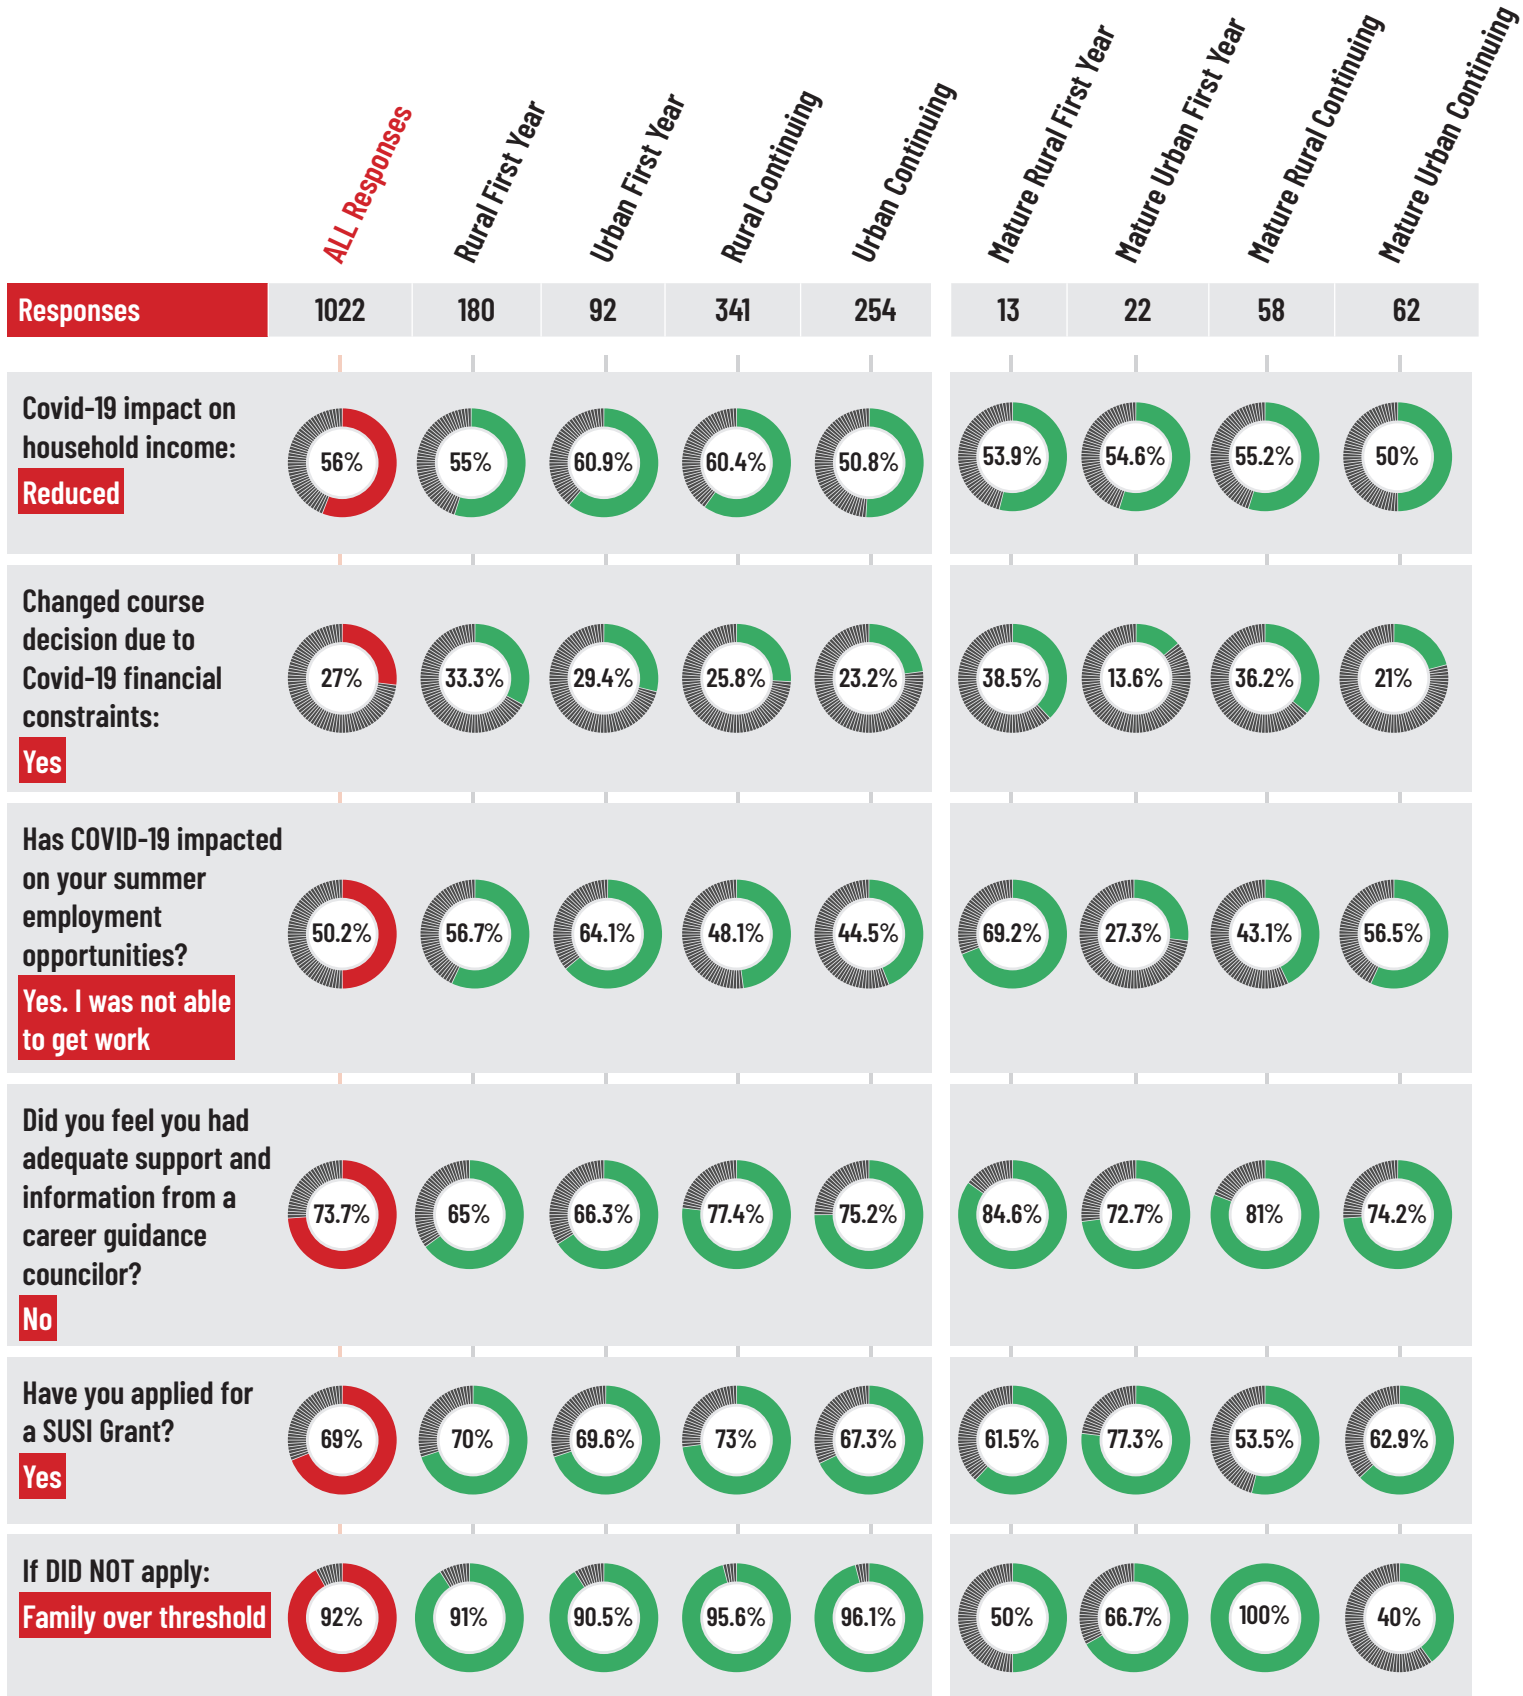 ALL Responses
Rural First Year
Urban First Year
Rural Continuing
Urban Continuing
Mature Rural First Year
Mature Urban First Year
Mature Rural Continuing
Mature Urban Continuing
Responses 1022 180 92 341 254 13 22 58 62
Covid-19 impact on
household income:
Reduced
56% 55% 60.9% 60.4% 50.8% 53.9% 54.6% 55.2% 50%
Changed course
decision due to
Covid-19 financial
constraints:
Yes
27% 33.3% 29.4% 25.8% 23.2% 38.5% 13.6% 36.2% 21%
Has COVID-19 impacted
on your summer
employment
opportunities?
Yes. I was not able
to get work
50.2% 56.7% 64.1% 48.1% 44.5% 69.2% 27.3% 43.1% 56.5%
Did you feel you had
adequate support and
information from a
career guidance
councilor?
No
73.7% 65% 66.3% 77.4% 75.2% 84.6% 72.7% 81% 74.2%
Have you applied for
a SUSI Grant?
Yes
69% 70% 69.6% 73% 67.3% 61.5% 77.3% 53.5% 62.9%
If DID NOT apply:
Family over threshold
92% 91% 90.5% 95.6% 96.1% 50% 66.7% 100% 40%